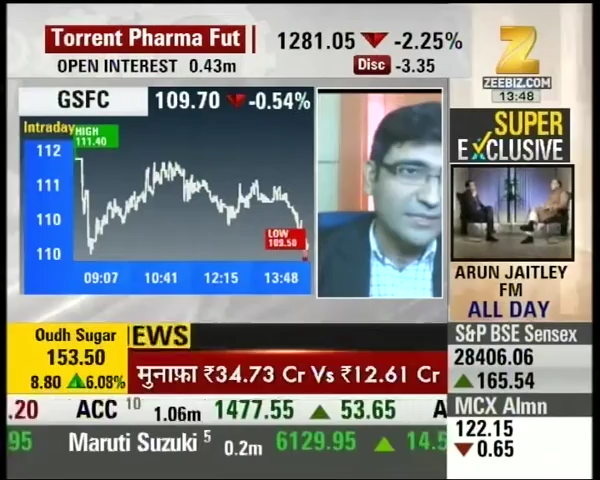 Torrent Pharma Fut
1281.05 -2.25%
OPEN INTEREST 0.43m
Disc -3.35
ZEEBIZ.COM
13:48
GSFC 109.70 -0.54%
Intraday
HIGH
111.40
112
111
110
110
LOW
109.50
09:07 10:41 12:15 13:48
SUPER
EXCLUSIVE
ARUN JAITLEY
FM
ALL DAY
Oudh Sugar
153.50
8.80 6.08%
EWS
मुनाफ़ा ₹34.73 Cr Vs ₹12.61 Cr
S&P BSE Sensex
28406.06
165.54
MCX Almn
122.15
0.65
.20 ACC 10 1.06m 1477.55 53.65 A
95 Maruti Suzuki 5 0.2m 6129.95 14.5